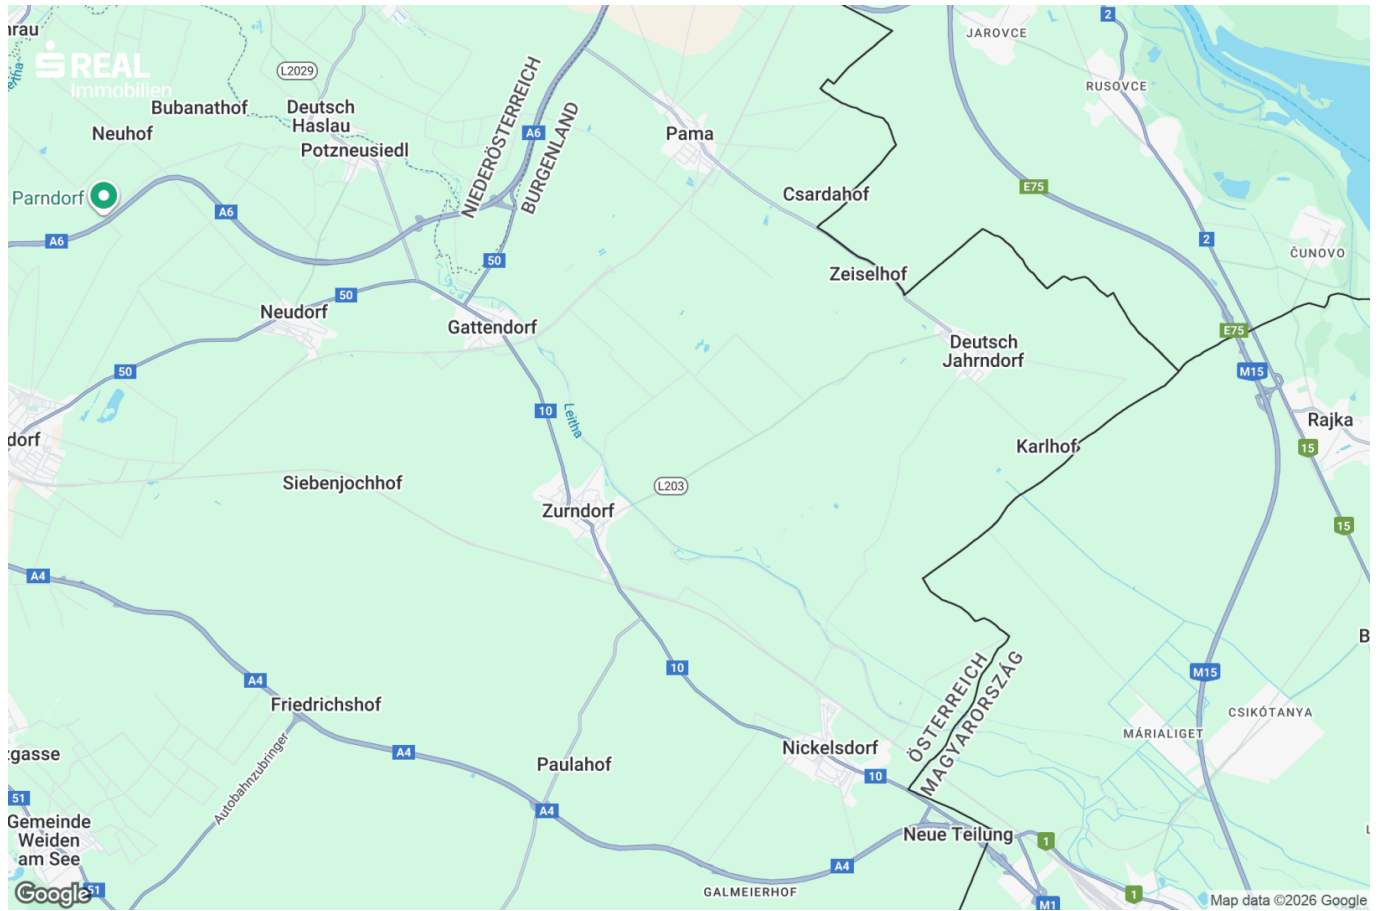 JAROVCE
RUSOVCE
2
REAL
Immobilien
L2029
Bubanathof
Deutsch
Haslau
Neuhof
Potzneusiedl
NIEDERÖSTERREICH
BURGENLAND
A6
Pama
Parndorf
A6
A6
Csardahof
E75
2
ČUNOVO
50
Zeiselhof
50
Neudorf
Gattendorf
Deutsch
Jahrndorf
E75
M15
50
10
Leitha
Rajka
15
Karlhof
dorf
Siebenjochhof
L203
Zurndorf
15
A4
A4
Friedrichshof
10
ÖSTERREICH
MAGYARORSZÁG
M15
CSIKÓTANYA
MÁRIALIGET
Nickelsdorf
10
zgasse
Autobahnzubringer
A4
Paulahof
51
A4
Gemeinde
Weiden
am See
Neue Teilung
1
A4
GALMEIERHOF
51
1
M1
Google
Map data ©2026 Google